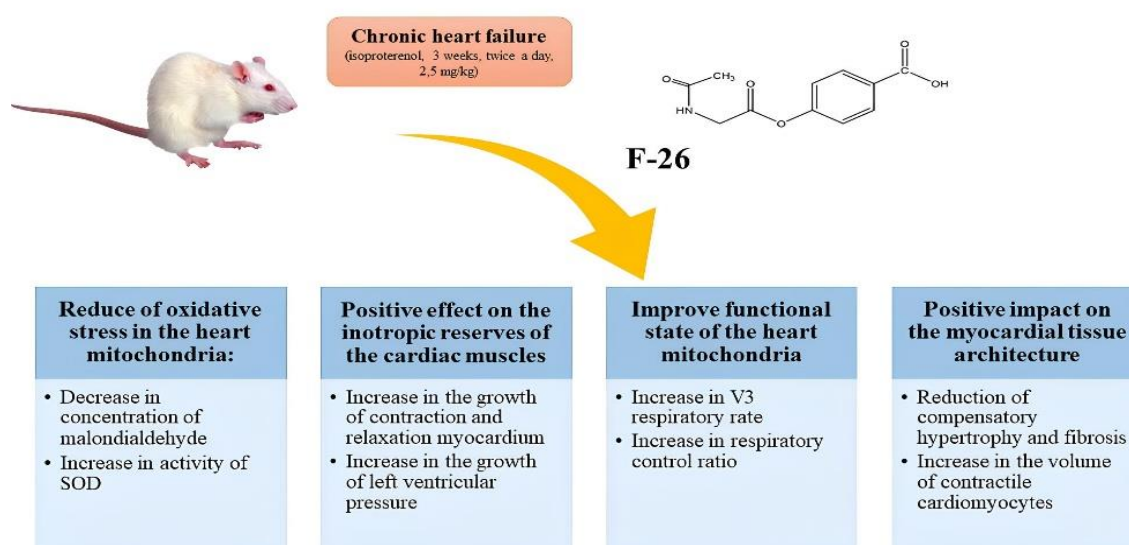 Chronic heart failure
(isoproterenol, 3 weeks, twice a day,
2,5 mg/kg)
O
CH₃
HN
O
O
O
OH
F-26
Reduce of oxidative
stress in the heart
mitochondria:
• Decrease in
concentration of
malondialdehyde
• Increase in activity of
SOD
Positive effect on the
inotropic reserves of
the cardiac muscles
• Increase in the growth
of contraction and
relaxation myocardium
• Increase in the growth
of left ventricular
pressure
Improve functional
state of the heart
mitochondria
• Increase in V3
respiratory rate
• Increase in respiratory
control ratio
Positive impact on
the myocardial tissue
architecture
• Reduction of
compensatory
hypertrophy and fibrosis
• Increase in the volume
of contractile
cardiomyocytes